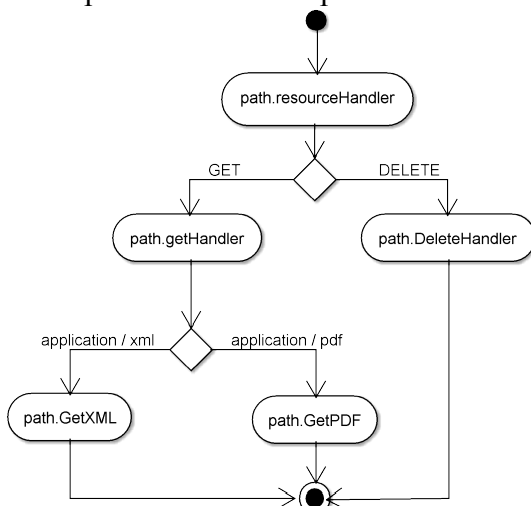 path.resourceHandler
GET
DELETE
path.getHandler
path.DeleteHandler
application / xml
application / pdf
path.GetXML
path.GetPDF